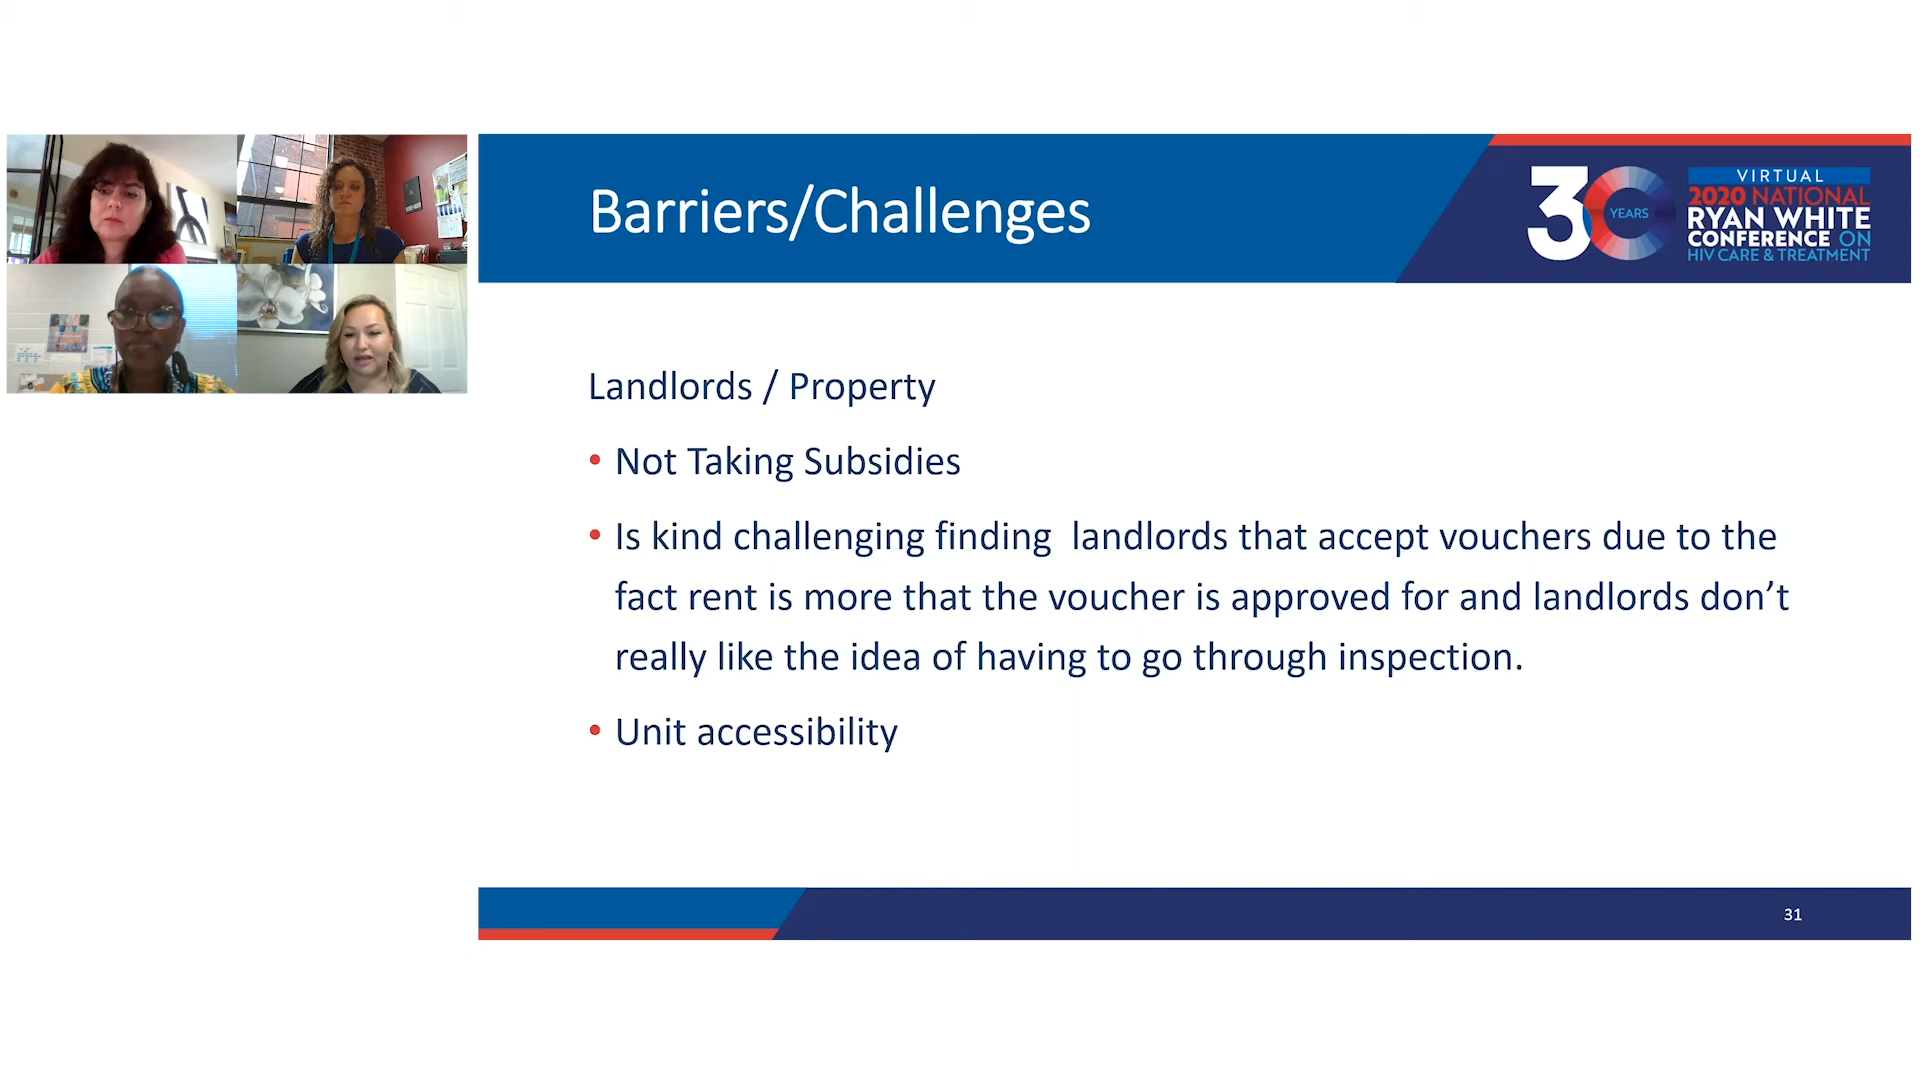 Barriers/Challenges
30
YEARS
VIRTUAL
2020 NATIONAL
RYAN WHITE
CONFERENCE ON
HIV CARE & TREATMENT
Landlords / Property
• Not Taking Subsidies
• Is kind challenging finding  landlords that accept vouchers due to the
fact rent is more that the voucher is approved for and landlords don’t
really like the idea of having to go through inspection.
• Unit accessibility
31